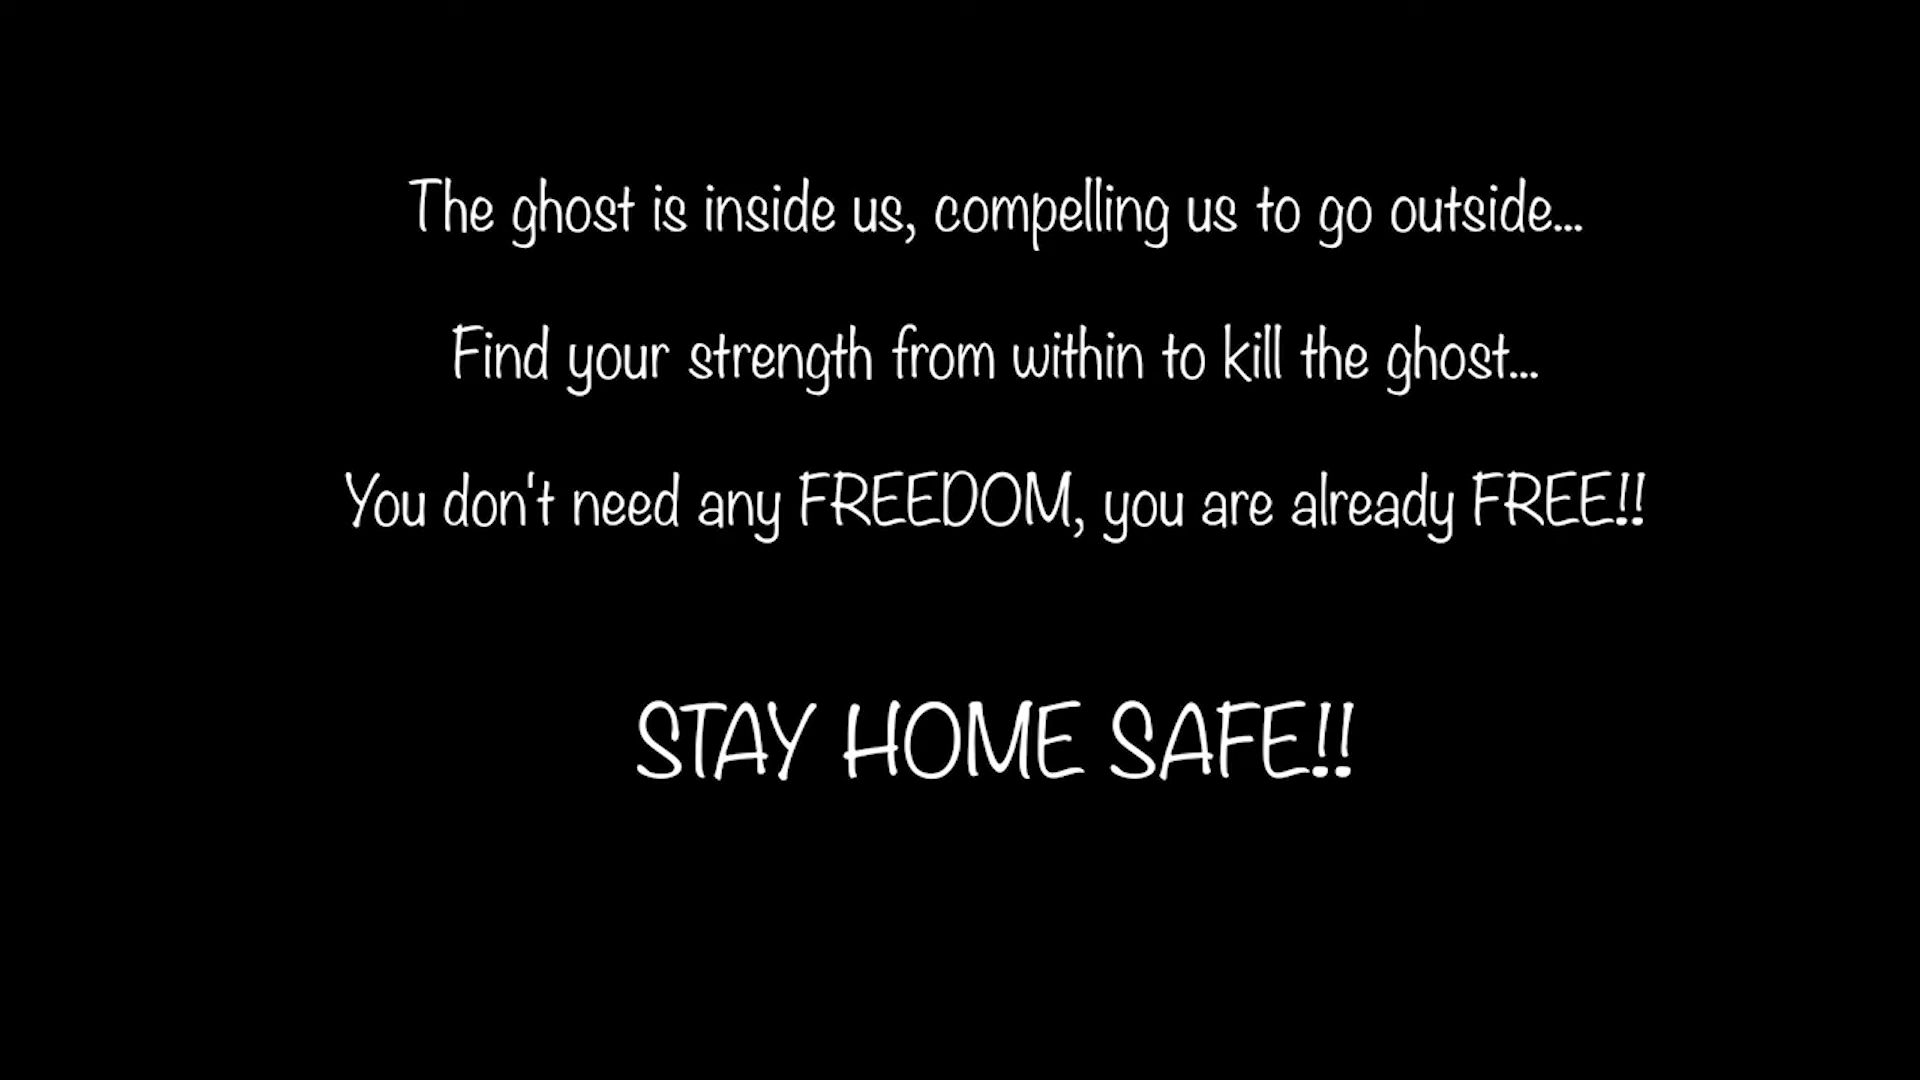 The ghost is inside us, compelling us to go outside...
Find your strength from within to kill the ghost...
You don't need any FREEDOM, you are already FREE!!
STAY HOME SAFE!!